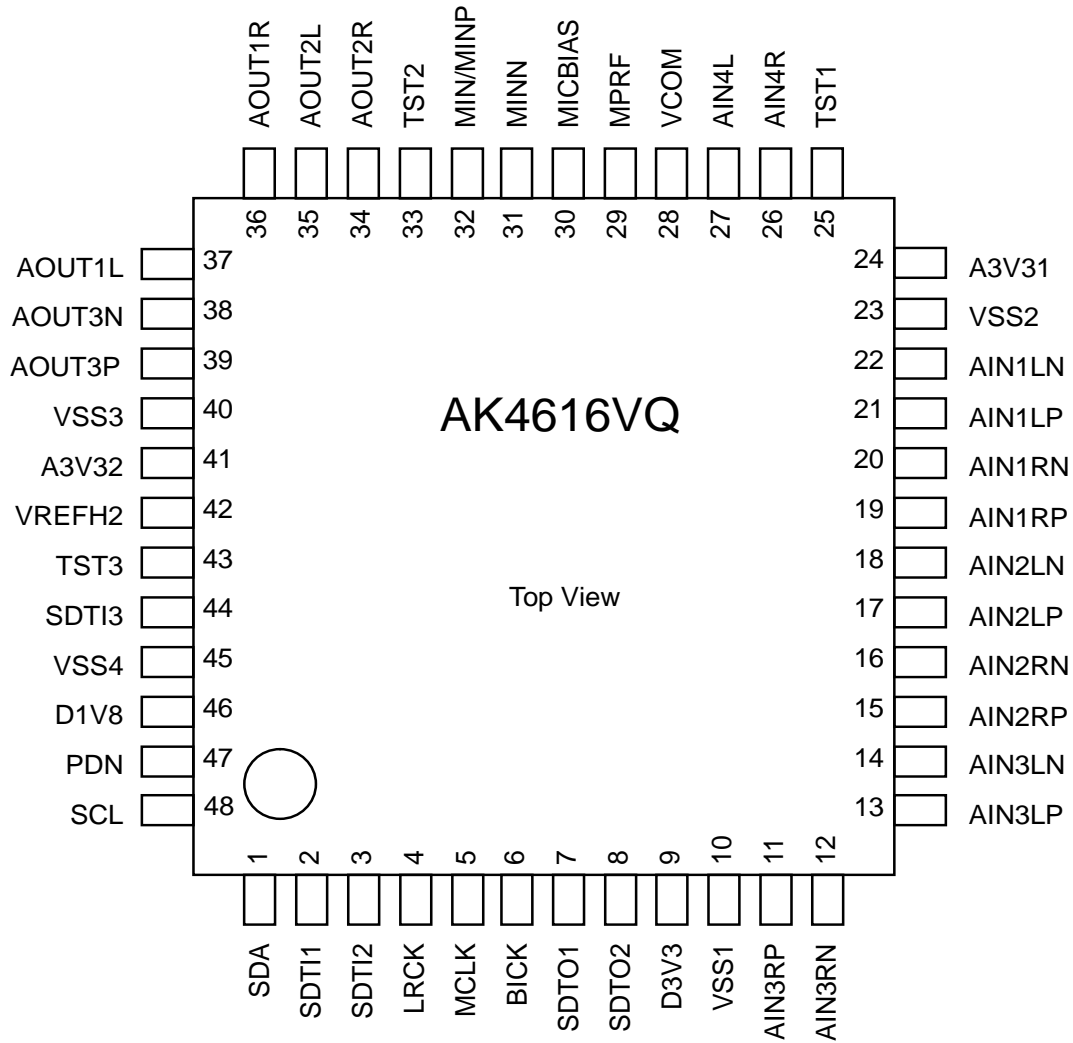 AOUT1R
AOUT2L
AOUT2R
TST2
MIN/MINP
MINN
MICBIAS
MPRF
VCOM
AIN4L
AIN4R
TST1
36
35
34
33
32
31
30
29
28
27
26
25
AOUT1L 37
AOUT3N 38
AOUT3P 39
VSS3 40
A3V32 41
VREFH2 42
TST3 43
SDTI3 44
VSS4 45
D1V8 46
PDN 47
SCL 48
AK4616VQ
Top View
24 A3V31
23 VSS2
22 AIN1LN
21 AIN1LP
20 AIN1RN
19 AIN1RP
18 AIN2LN
17 AIN2LP
16 AIN2RN
15 AIN2RP
14 AIN3LN
13 AIN3LP
1
2
3
4
5
6
7
8
9
10
11
12
SDA
SDTI1
SDTI2
LRCK
MCLK
BICK
SDTO1
SDTO2
D3V3
VSS1
AIN3RP
AIN3RN